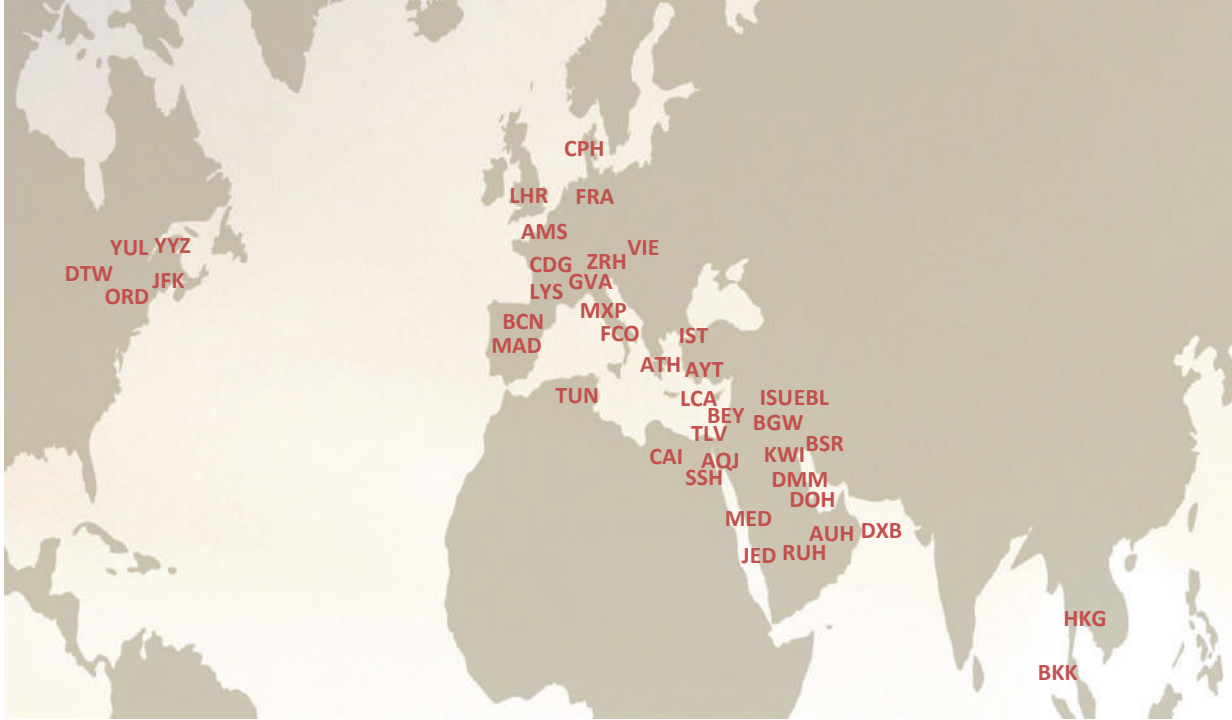 CPH
LHR FRA
AMS
YUL YYZ
VIE
CDG ZRH
DTW
JFK
GVA
LYS
ORD
MXP
BCN
FCO
IST
MAD
ATH
AYT
TUN
LCA
ISUEBL
BEY
BGW
TLV
BSR
CAI
AQJ
KWI
SSH
DMM
DOH
MED
AUH DXB
JED RUH
HKG
BKK